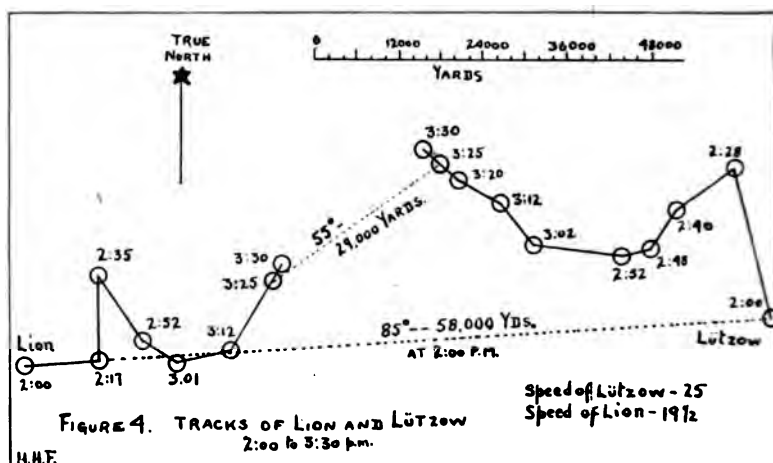 TRUE
NORTH
0 12000 24000 36000 48000
YARDS
3:30
3:25
3:20
3:12
3:02
2:52
2:45
2:40
2:28
2:00
Lützow
55°--
29,000 YARDS.
2:35
2:52
3:30
3:25
3:12
Lion
2:00
2:17
3.01
85°-- 58,000 YDS.
AT 2:00 P.M.
Speed of Lützow - 25
Speed of Lion - 19½
FIGURE 4. TRACKS OF LION AND LÜTZOW
2:00 to 3:30 p.m.
H.H.F.